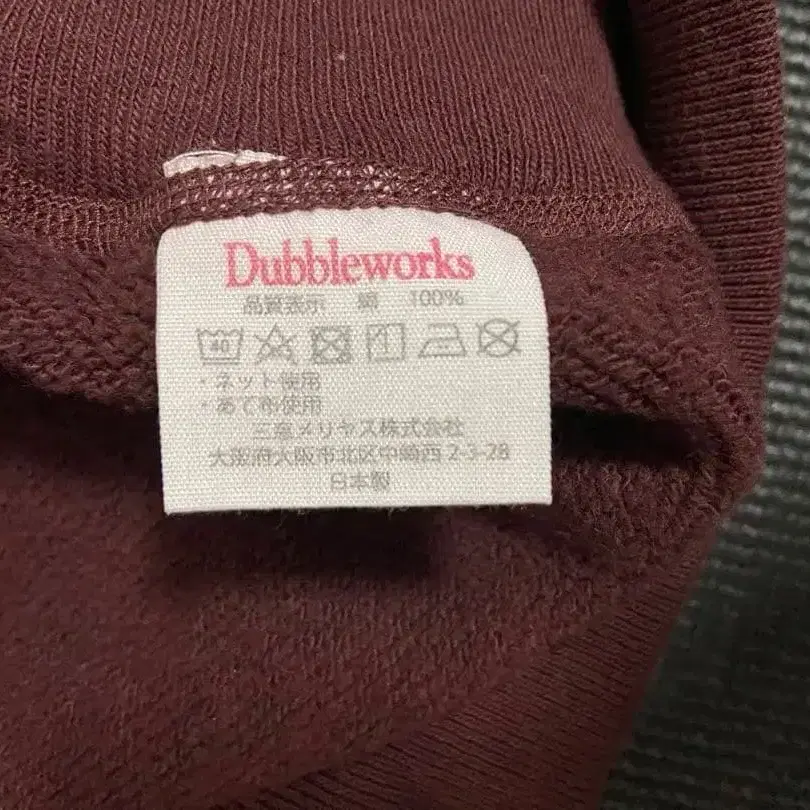 Dubbleworks
品質表示 綿 100%
40
・ネット使用
・あて布使用
三恵メリヤス株式会社
大阪府大阪市北区中崎西 2-3-28
日本製